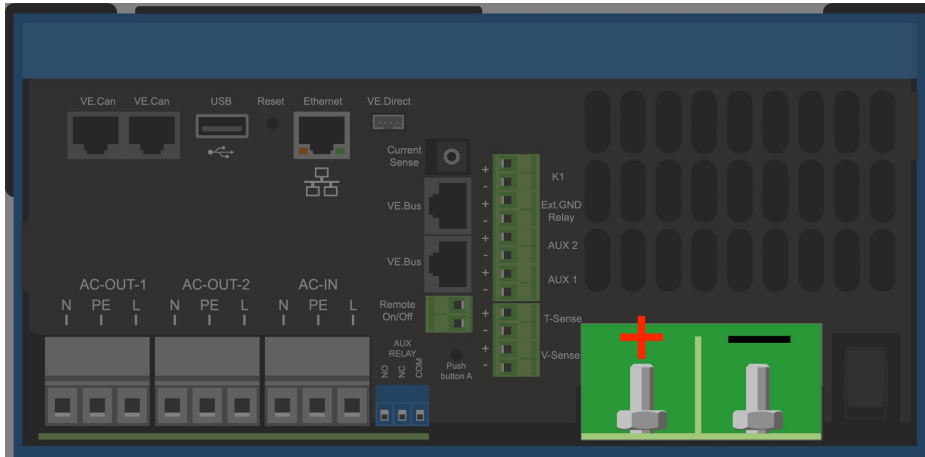 VE.Can VE.Can USB Reset Ethernet VE.Direct
Current
Sense
+
-
K1
VE.Bus
+
-
Ext.GND
Relay
+
-
AUX 2
VE.Bus
+
-
AUX 1
AC-OUT-1 AC-OUT-2 AC-IN
N PE L N PE L N PE L
Remote
On/Off
+
-
T-Sense
+
-
V-Sense
AUX
RELAY
NO NC COM
Push
button A
+ −